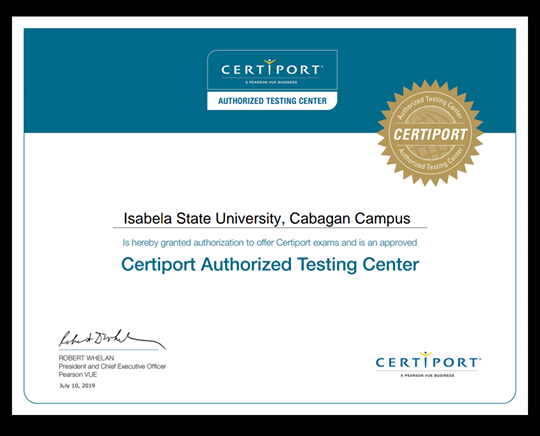 CERTIPORT
A PEARSON VUE BUSINESS
AUTHORIZED TESTING CENTER
Authorized Testing Center
CERTIPORT
Authorized Testing Center
Isabela State University, Cabagan Campus
Is hereby granted authorization to offer Certiport exams and is an approved
Certiport Authorized Testing Center
Robert Whelan
ROBERT WHELAN
President and Chief Executive Officer
Pearson VUE
July 10, 2019
CERTIPORT
A PEARSON VUE BUSINESS